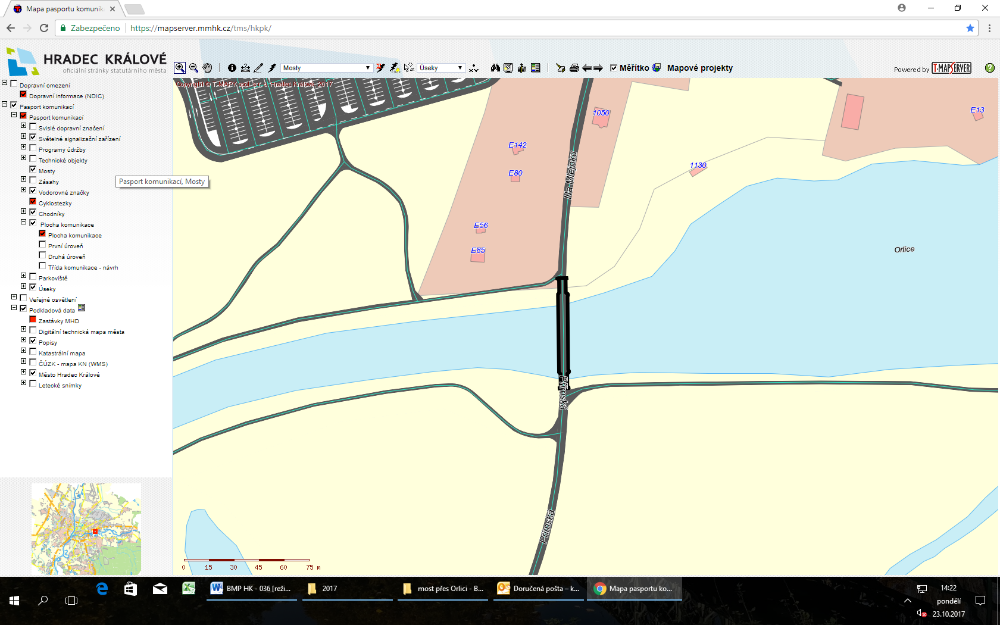 Mapa pasportu komunik
Zabezpečeno
https://mapserver.mmhk.cz/tms/hkpk/
HRADEC KRÁLOVÉ
oficiální stránky statutárního města
Mosty
Úseky
Měřítko
Mapové projekty
Powered by T-MAPSERVER
Copyright © T-MAPY spol. s r. o. Hradec Králové, 2017
Dopravní omezení
Dopravní informace (NDIC)
Pasport komunikací
Pasport komunikací
Svislé dopravní značení
Světelné signalizační zařízení
Programy údržby
Technické objekty
Mosty
Zásahy
Vodorovné značky
Cyklostezky
Chodníky
Plocha komunikace
Plocha komunikace
První úroveň
Druhá úroveň
Třída komunikace - návrh
Parkoviště
Úseky
Veřejné osvětlení
Podkladová data
Zastávky MHD
Digitální technická mapa města
Popisy
Katastrální mapa
ČÚZK - mapa KN (WMS)
Město Hradec Králové
Letecké snímky
Pasport komunikací, Mosty
1050
E13
E142
E80
1130
Na Mlejnku
E56
E85
Orlice
Přímská
Přímská
0 15 30 45 60 75 m
BMP HK - 036 [reži...
2017
most přes Orlici - B...
Doručená pošta – k...
Mapa pasportu ko...
14:22
pondělí
23.10.2017